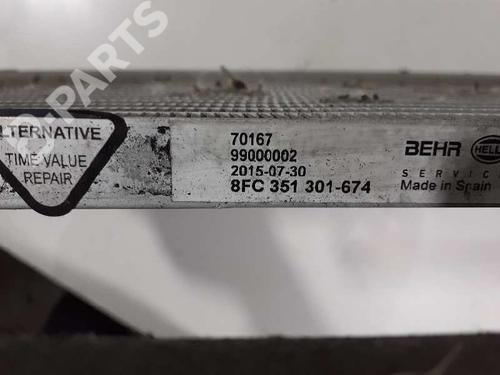 B-PARTS
ALTERNATIVE
TIME VALUE
REPAIR
70167
99000002
2015-07-30
8FC 351 301-674
BEHR HELLA
SERVICE
Made in Spain